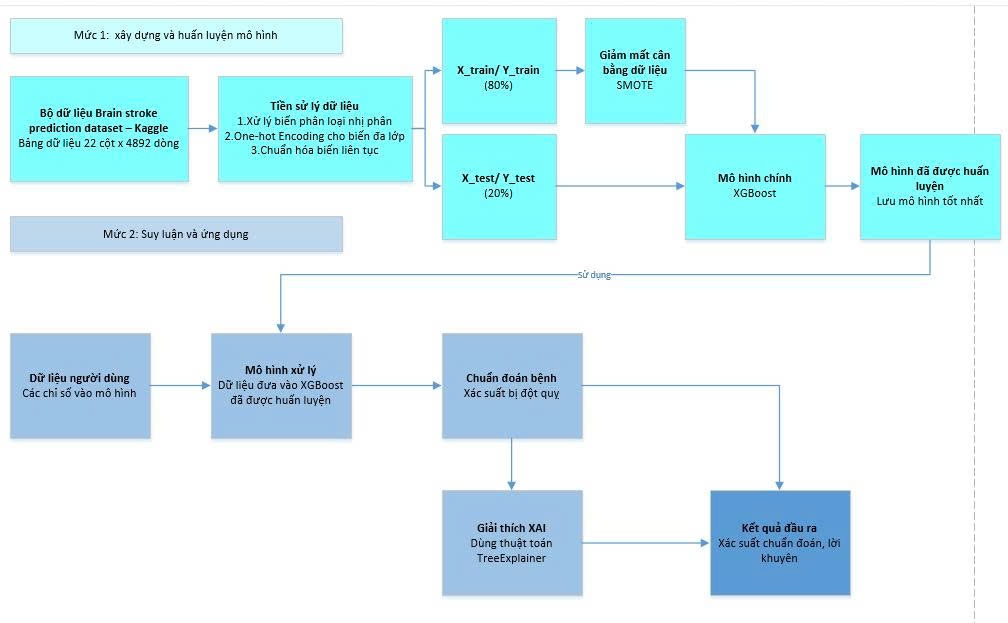 Mức 1:  xây dựng và huấn luyện mô hình
Bộ dữ liệu Brain stroke
prediction dataset – Kaggle
Bảng dữ liệu 22 cột x 4892 dòng
Tiền sử lý dữ liệu
1.Xử lý biến phân loại nhị phân
2.One-hot Encoding cho biến đa lớp
3.Chuẩn hóa biến liên tục
X_train/ Y_train
(80%)
Giảm mất cân
bằng dữ liệu
SMOTE
X_test/ Y_test
(20%)
Mô hình chính
XGBoost
Mô hình đã được huấn
luyện
Lưu mô hình tốt nhất
Mức 2: Suy luận và ứng dụng
Sử dụng
Dữ liệu người dùng
Các chỉ số vào mô hình
Mô hình xử lý
Dữ liệu đưa vào XGBoost
đã được huấn luyện
Chuẩn đoán bệnh
Xác suất bị đột quỵ
Giải thích XAI
Dùng thuật toán
TreeExplainer
Kết quả đầu ra
Xác suất chuẩn đoán, lời
khuyên